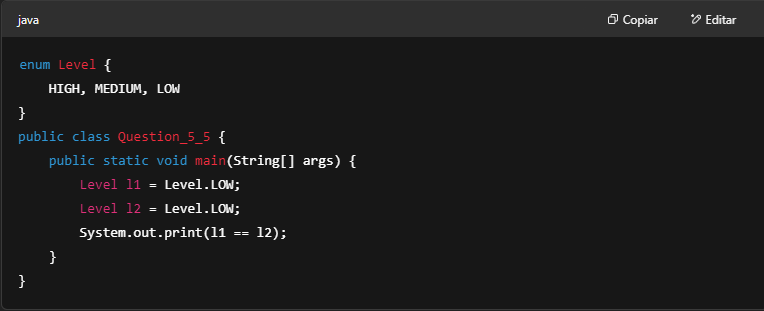 java Copiar Editar
enum Level {
    HIGH, MEDIUM, LOW
}
public class Question_5_5 {
    public static void main(String[] args) {
        Level l1 = Level.LOW;
        Level l2 = Level.LOW;
        System.out.print(l1 == l2);
    }
}